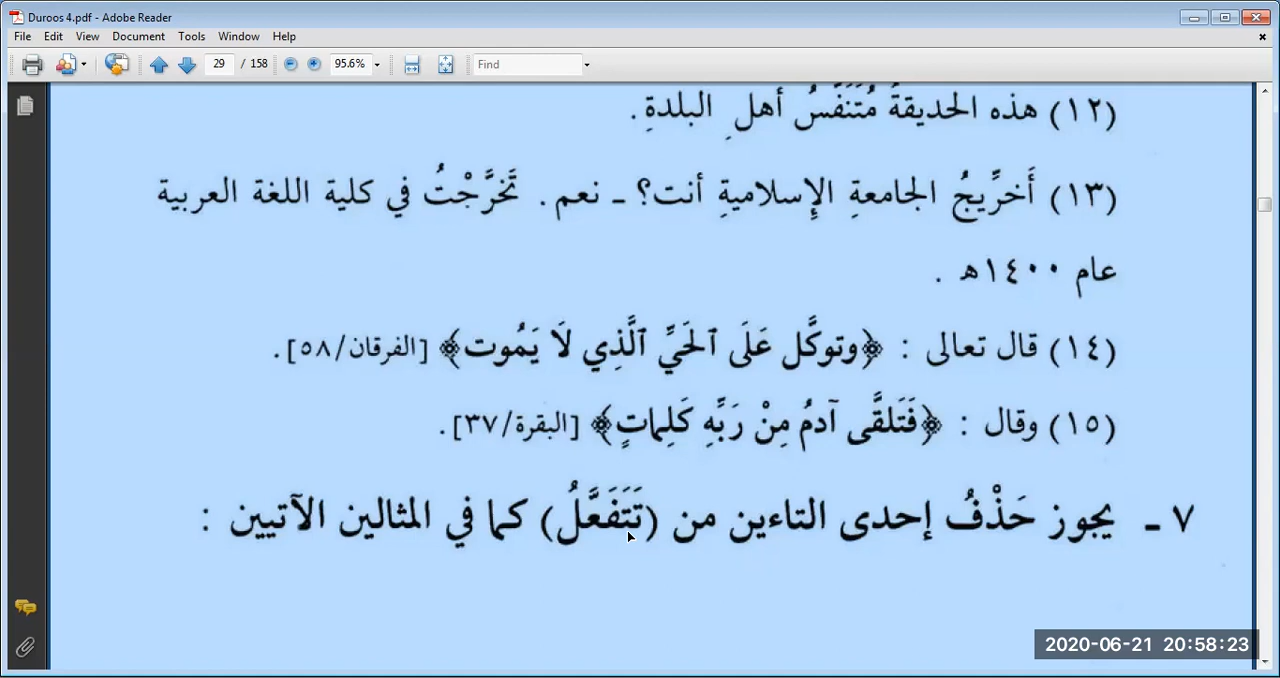 Duroos 4.pdf - Adobe Reader
File Edit View Document Tools Window Help
29 / 158 95.6% Find
(١٢) هذه الحديقةُ مُتَنَفَّسُ أهلِ البلدةِ.
(١٣) أَخرِّيجُ الجامعةِ الإِسلاميةِ أنت؟ ـ نعم. تَخَرَّجْتُ في كلية اللغة العربية
عام ١٤٠٠هـ .
(١٤) قال تعالى : ﴿وتوكَّل عَلَى ٱلحَيِّ ٱلَّذِي لَا يَمُوت﴾ [الفرقان/٥٨].
(١٥) وقال : ﴿فَتَلقَّى آدمُ مِنْ رَبِّهِ كَلِماتٍ﴾ [البقرة/٣٧].
٧ ـ يجوز حَذْفُ إحدى التاءين من (تَتَفَعَّلُ) كما في المثالين الآتيين :
2020-06-21 20:58:23